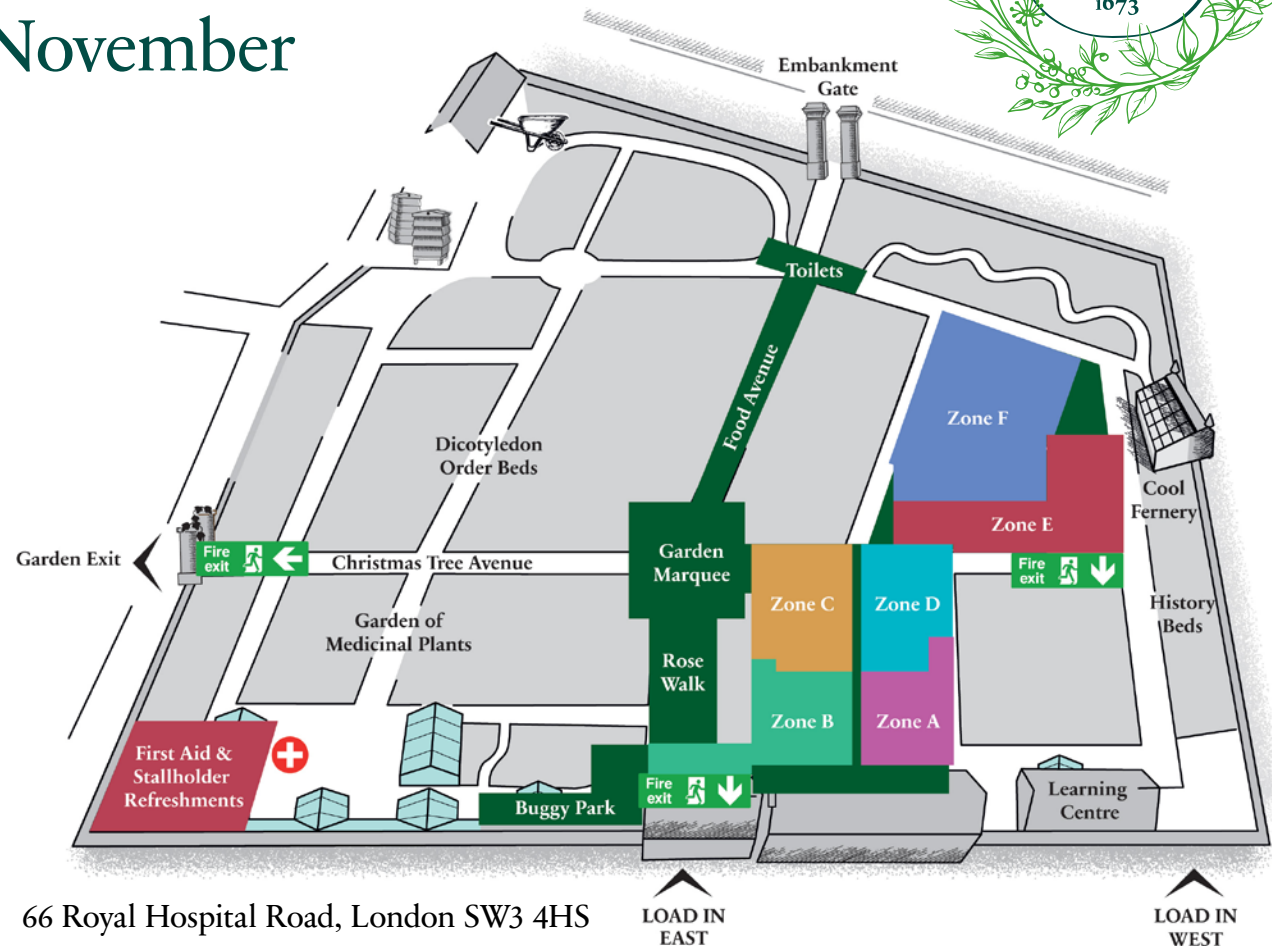 November
1673
Embankment
Gate
Toilets
Food Avenue
Zone F
Dicotyledon
Order Beds
Cool
Fernery
Zone E
Garden
Marquee
Garden Exit
Fire
exit
Christmas Tree Avenue
Fire
exit
Zone C
Zone D
History
Beds
Garden of
Medicinal Plants
Rose
Walk
Zone B
Zone A
First Aid &
Stallholder
Refreshments
Fire
exit
Buggy Park
Learning
Centre
66 Royal Hospital Road, London SW3 4HS
LOAD IN
EAST
LOAD IN
WEST